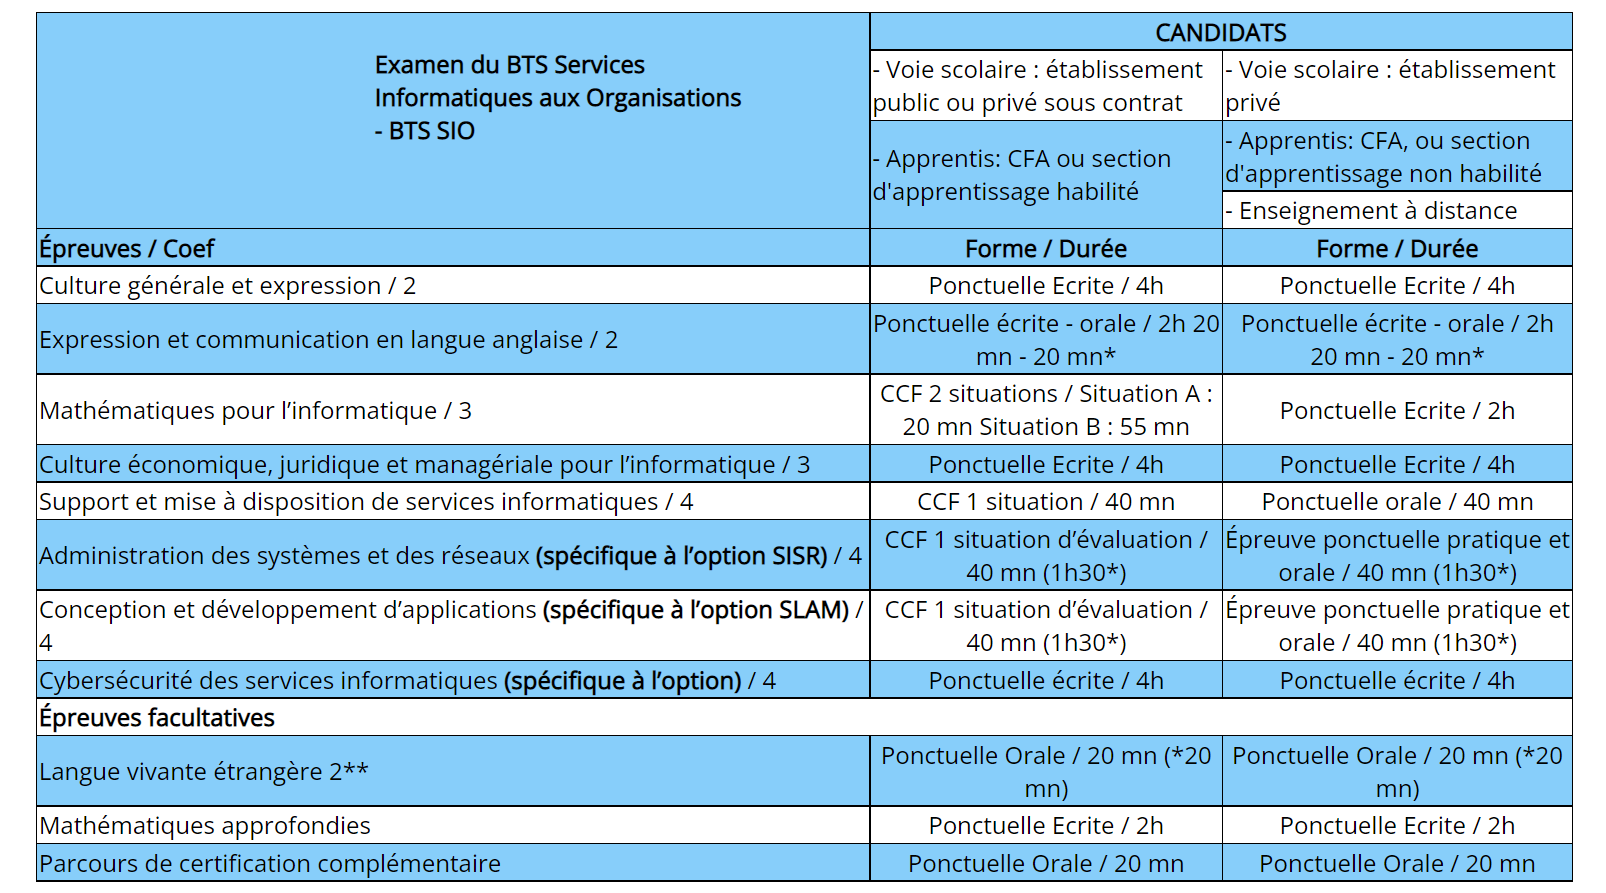 Examen du BTS Services
Informatiques aux Organisations
- BTS SIO
CANDIDATS
- Voie scolaire : établissement
public ou privé sous contrat
- Voie scolaire : établissement
privé
- Apprentis: CFA ou section
d'apprentissage habilité
- Apprentis: CFA, ou section
d'apprentissage non habilité
- Enseignement à distance
Épreuves / Coef
Forme / Durée
Forme / Durée
Culture générale et expression / 2
Ponctuelle Ecrite / 4h
Ponctuelle Ecrite / 4h
Expression et communication en langue anglaise / 2
Ponctuelle écrite - orale / 2h 20
mn - 20 mn*
Ponctuelle écrite - orale / 2h
20 mn - 20 mn*
Mathématiques pour l’informatique / 3
CCF 2 situations / Situation A :
20 mn Situation B : 55 mn
Ponctuelle Ecrite / 2h
Culture économique, juridique et managériale pour l’informatique / 3
Ponctuelle Ecrite / 4h
Ponctuelle Ecrite / 4h
Support et mise à disposition de services informatiques / 4
CCF 1 situation / 40 mn
Ponctuelle orale / 40 mn
Administration des systèmes et des réseaux (spécifique à l’option SISR) / 4
CCF 1 situation d’évaluation /
40 mn (1h30*)
Épreuve ponctuelle pratique et
orale / 40 mn (1h30*)
Conception et développement d’applications (spécifique à l’option SLAM) /
4
CCF 1 situation d’évaluation /
40 mn (1h30*)
Épreuve ponctuelle pratique et
orale / 40 mn (1h30*)
Cybersécurité des services informatiques (spécifique à l’option) / 4
Ponctuelle écrite / 4h
Ponctuelle écrite / 4h
Épreuves facultatives
Langue vivante étrangère 2**
Ponctuelle Orale / 20 mn (*20
mn)
Ponctuelle Orale / 20 mn (*20
mn)
Mathématiques approfondies
Ponctuelle Ecrite / 2h
Ponctuelle Ecrite / 2h
Parcours de certification complémentaire
Ponctuelle Orale / 20 mn
Ponctuelle Orale / 20 mn